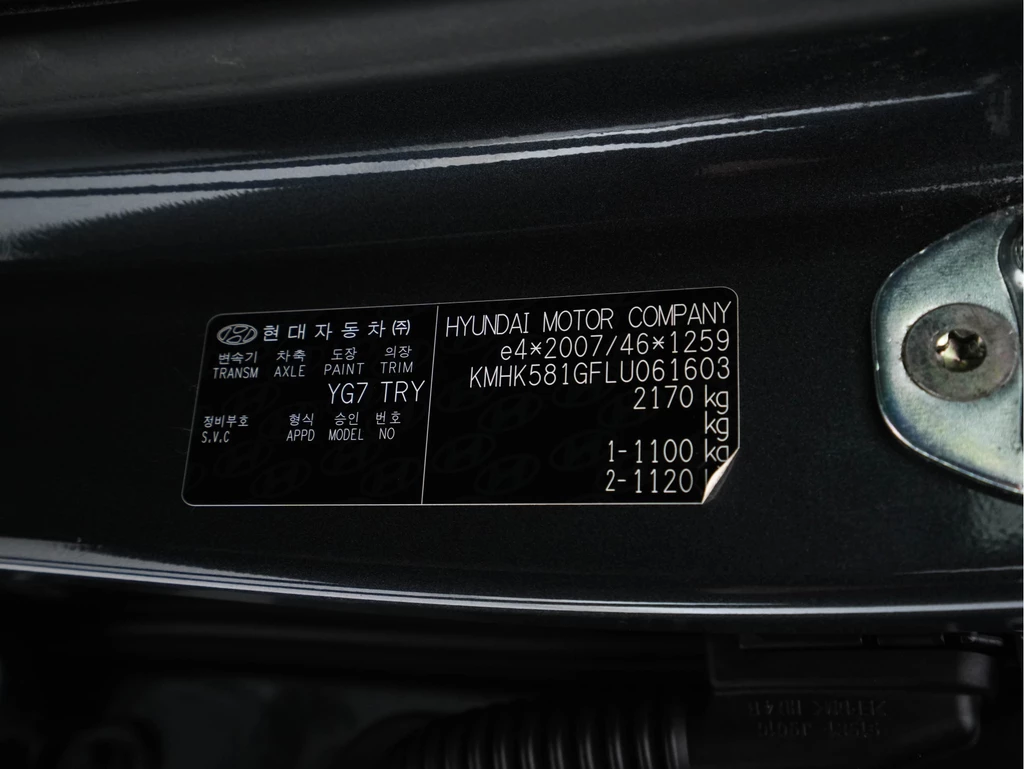 현대자동차(주)
변속기 차축 도장 의장
TRANSM AXLE PAINT TRIM
YG7 TRY
정비부호 형식 승인 번호
S.V.C APPD MODEL NO
HYUNDAI MOTOR COMPANY
e4*2007/46*1259
KMHK581GFLU061603
2170 kg
kg
1-1100 kg
2-1120